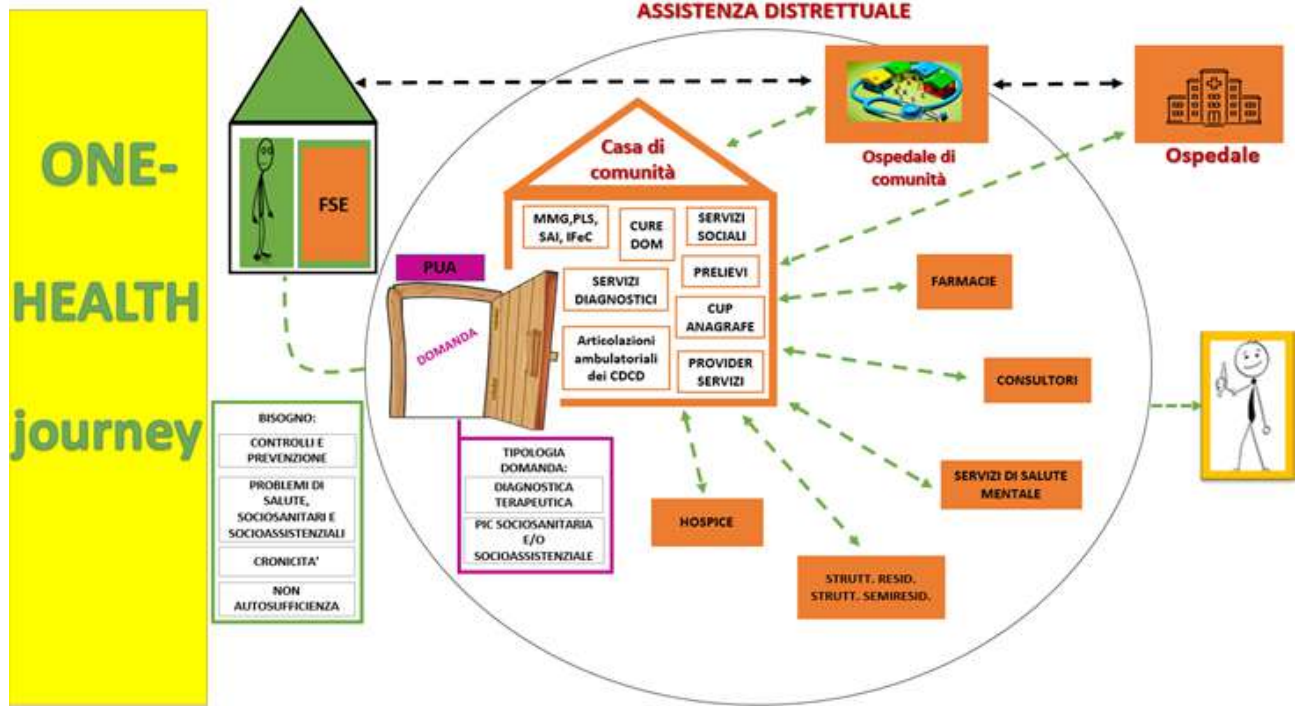 ASSISTENZA DISTRETTUALE
ONE-
HEALTH
journey
FSE
Casa di
comunità
Ospedale di
comunità
Ospedale
MMG,PLS,
SAI, IFeC
CURE
DOM
SERVIZI
SOCIALI
PUA
DOMANDA
SERVIZI
DIAGNOSTICI
PRELIEVI
CUP
ANAGRAFE
Articolazioni
ambulatoriali
dei CDCD
PROVIDER
SERVIZI
FARMACIE
CONSULTORI
SERVIZI DI SALUTE
MENTALE
HOSPICE
STRUTT. RESID.
STRUTT. SEMIRESID.
BISOGNO:
CONTROLLI E
PREVENZIONE
PROBLEMI DI
SALUTE,
SOCIOSANITARI E
SOCIOASSISTENZIALI
CRONICITA'
NON
AUTOSUFFICIENZA
TIPOLOGIA
DOMANDA:
DIAGNOSTICA
TERAPEUTICA
PIC SOCIOSANITARIA
E/O
SOCIOASSISTENZIALE